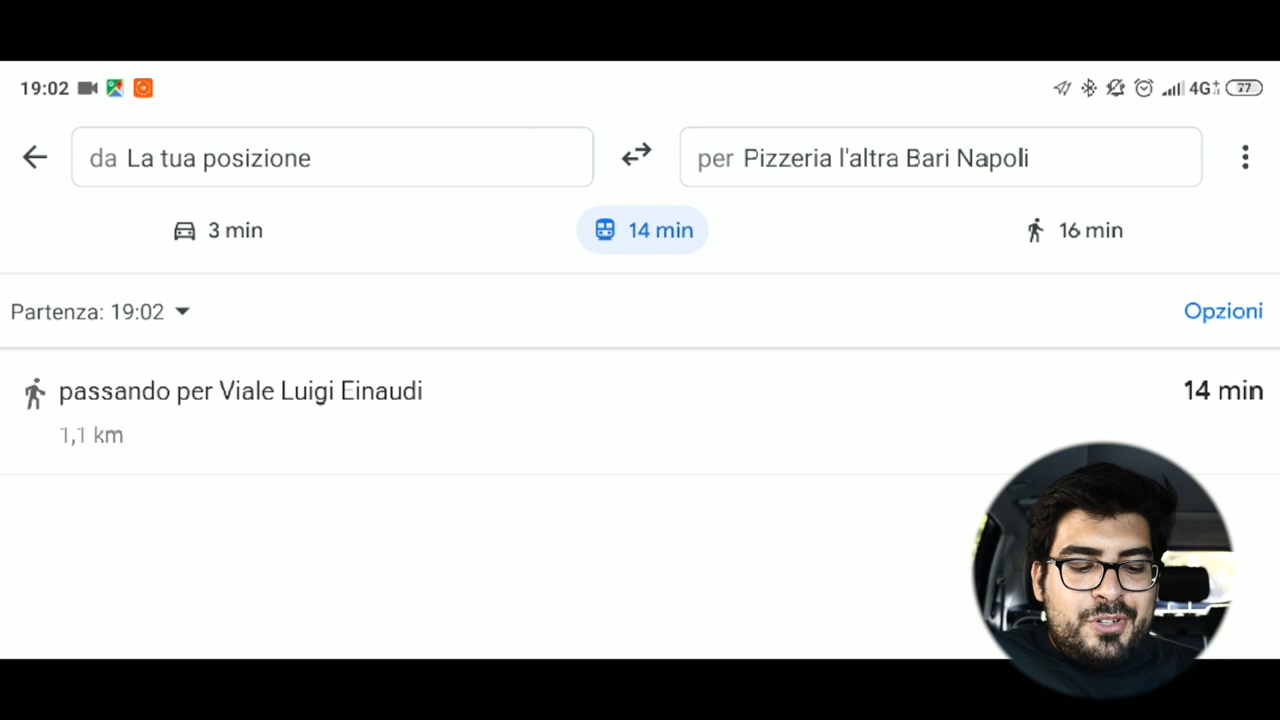 19:02 4G+ 77
da La tua posizione
per Pizzeria l'altra Bari Napoli
3 min 14 min 16 min
Partenza: 19:02 Opzioni
passando per Viale Luigi Einaudi 14 min
1,1 km